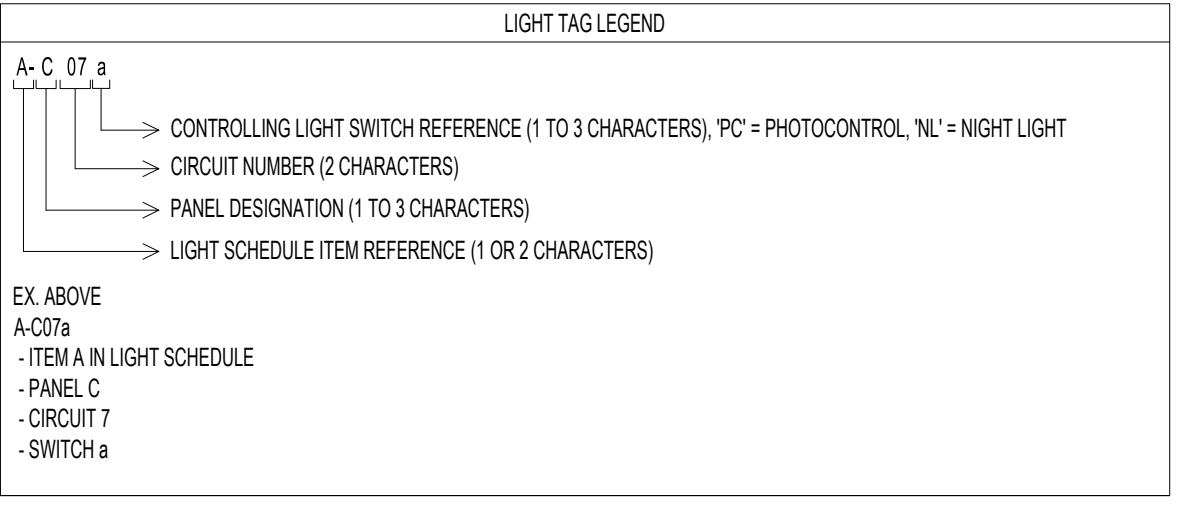 LIGHT TAG LEGEND
A- C 07 a
CONTROLLING LIGHT SWITCH REFERENCE (1 TO 3 CHARACTERS), 'PC' = PHOTOCONTROL, 'NL' = NIGHT LIGHT
CIRCUIT NUMBER (2 CHARACTERS)
PANEL DESIGNATION (1 TO 3 CHARACTERS)
LIGHT SCHEDULE ITEM REFERENCE (1 OR 2 CHARACTERS)
EX. ABOVE
A-C07a
- ITEM A IN LIGHT SCHEDULE
- PANEL C
- CIRCUIT 7
- SWITCH a